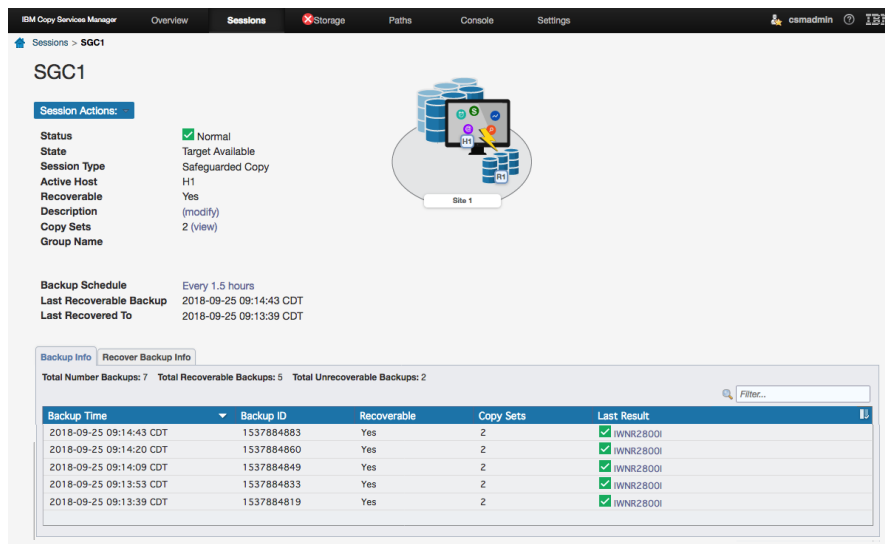 IBM Copy Services Manager Overview Sessions Storage Paths Console Settings csmadmin ? IBM
Sessions > SGC1
SGC1
Session Actions:
Status Normal
State Target Available
Session Type Safeguarded Copy
Active Host H1
Recoverable Yes
Description (modify)
Copy Sets 2 (view)
Group Name
H1
R1
Site 1
Backup Schedule Every 1.5 hours
Last Recoverable Backup 2018-09-25 09:14:43 CDT
Last Recovered To 2018-09-25 09:13:39 CDT
Backup Info Recover Backup Info
Total Number Backups: 7 Total Recoverable Backups: 5 Total Unrecoverable Backups: 2
Filter...
Backup Time Backup ID Recoverable Copy Sets Last Result
2018-09-25 09:14:43 CDT 1537884883 Yes 2 IWNR2800I
2018-09-25 09:14:20 CDT 1537884860 Yes 2 IWNR2800I
2018-09-25 09:14:09 CDT 1537884849 Yes 2 IWNR2800I
2018-09-25 09:13:53 CDT 1537884833 Yes 2 IWNR2800I
2018-09-25 09:13:39 CDT 1537884819 Yes 2 IWNR2800I